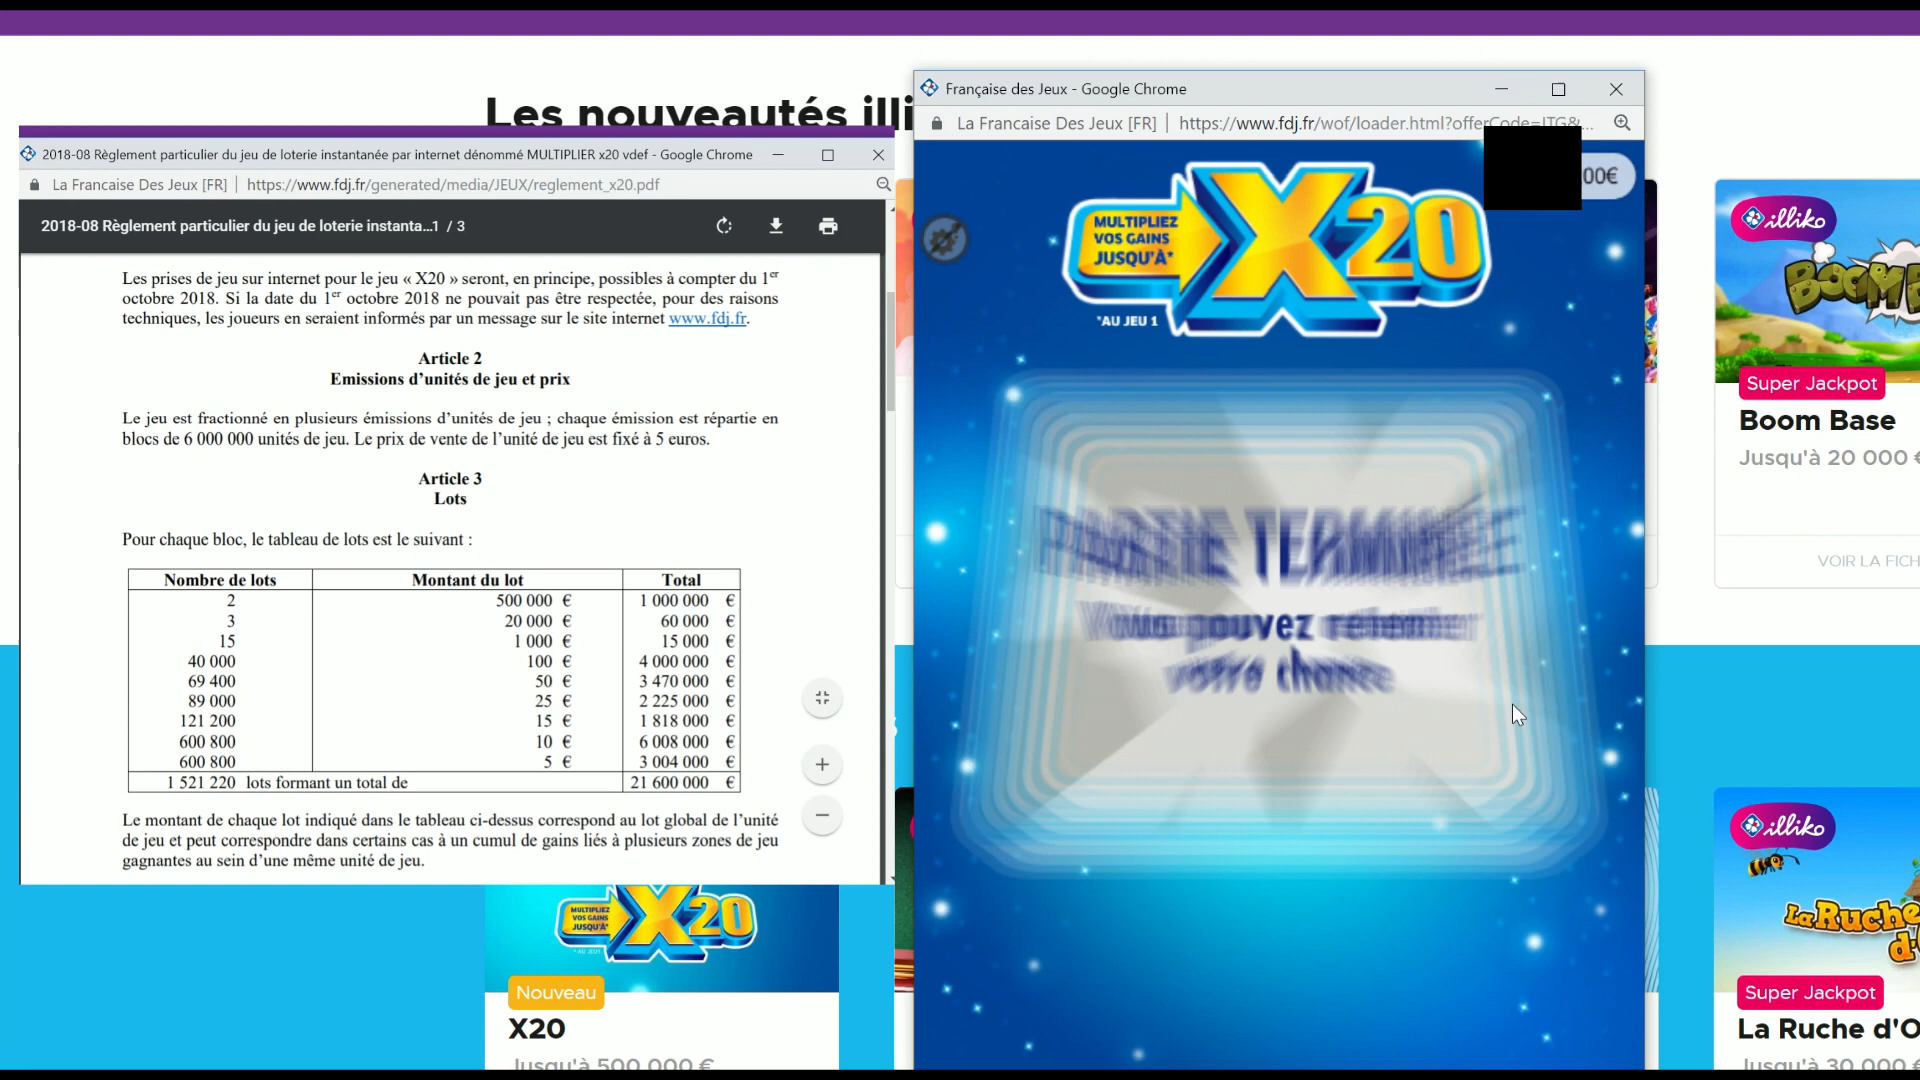 Les nouveautés illi
2018-08 Règlement particulier du jeu de loterie instantanée par internet dénommé MULTIPLIER x20 vdef - Google Chrome
La Francaise Des Jeux [FR] | https://www.fdj.fr/generated/media/JEUX/reglement_x20.pdf
2018-08 Règlement particulier du jeu de loterie instanta...1 / 3
Les prises de jeu sur internet pour le jeu « X20 » seront, en principe, possibles à compter du 1er
octobre 2018. Si la date du 1er octobre 2018 ne pouvait pas être respectée, pour des raisons
techniques, les joueurs en seraient informés par un message sur le site internet www.fdj.fr.
Article 2
Emissions d’unités de jeu et prix
Le jeu est fractionné en plusieurs émissions d’unités de jeu ; chaque émission est répartie en
blocs de 6 000 000 unités de jeu. Le prix de vente de l’unité de jeu est fixé à 5 euros.
Article 3
Lots
Pour chaque bloc, le tableau de lots est le suivant :
Nombre de lots Montant du lot Total
2 500 000 € 1 000 000 €
3 20 000 € 60 000 €
15 1 000 € 15 000 €
40 000 100 € 4 000 000 €
69 400 50 € 3 470 000 €
89 000 25 € 2 225 000 €
121 200 15 € 1 818 000 €
600 800 10 € 6 008 000 €
600 800 5 € 3 004 000 €
1 521 220 lots formant un total de 21 600 000 €
Le montant de chaque lot indiqué dans le tableau ci-dessus correspond au lot global de l’unité
de jeu et peut correspondre dans certains cas à un cumul de gains liés à plusieurs zones de jeu
gagnantes au sein d’une même unité de jeu.
MULTIPLIEZ
VOS GAINS
JUSQU'À*
X20
Nouveau
X20
Jusqu'à 500 000 €
Française des Jeux - Google Chrome
La Francaise Des Jeux [FR] | https://www.fdj.fr/wof/loader.html?offerCode=ITG&...
00€
MULTIPLIEZ
VOS GAINS
JUSQU'À*
X20
*AU JEU 1
PARTIE TERMINÉE
Vous pouvez retenter
votre chance
illiko
BOOM B
Super Jackpot
Boom Base
Jusqu'à 20 000 €
VOIR LA FICH
illiko
La Ruche
d'
Super Jackpot
La Ruche d'O
Jusqu'à 30 000 €